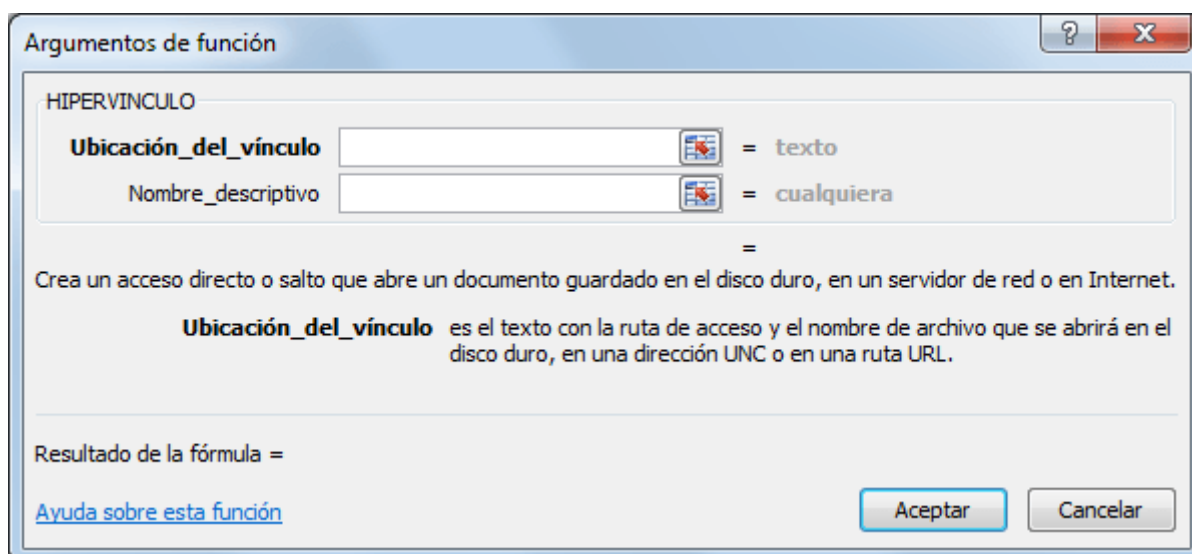 Argumentos de función
HIPERVINCULO
Ubicación_del_vínculo = texto
Nombre_descriptivo = cualquiera
=
Crea un acceso directo o salto que abre un documento guardado en el disco duro, en un servidor de red o en Internet.
Ubicación_del_vínculo es el texto con la ruta de acceso y el nombre de archivo que se abrirá en el
disco duro, en una dirección UNC o en una ruta URL.
Resultado de la fórmula =
Ayuda sobre esta función Aceptar Cancelar